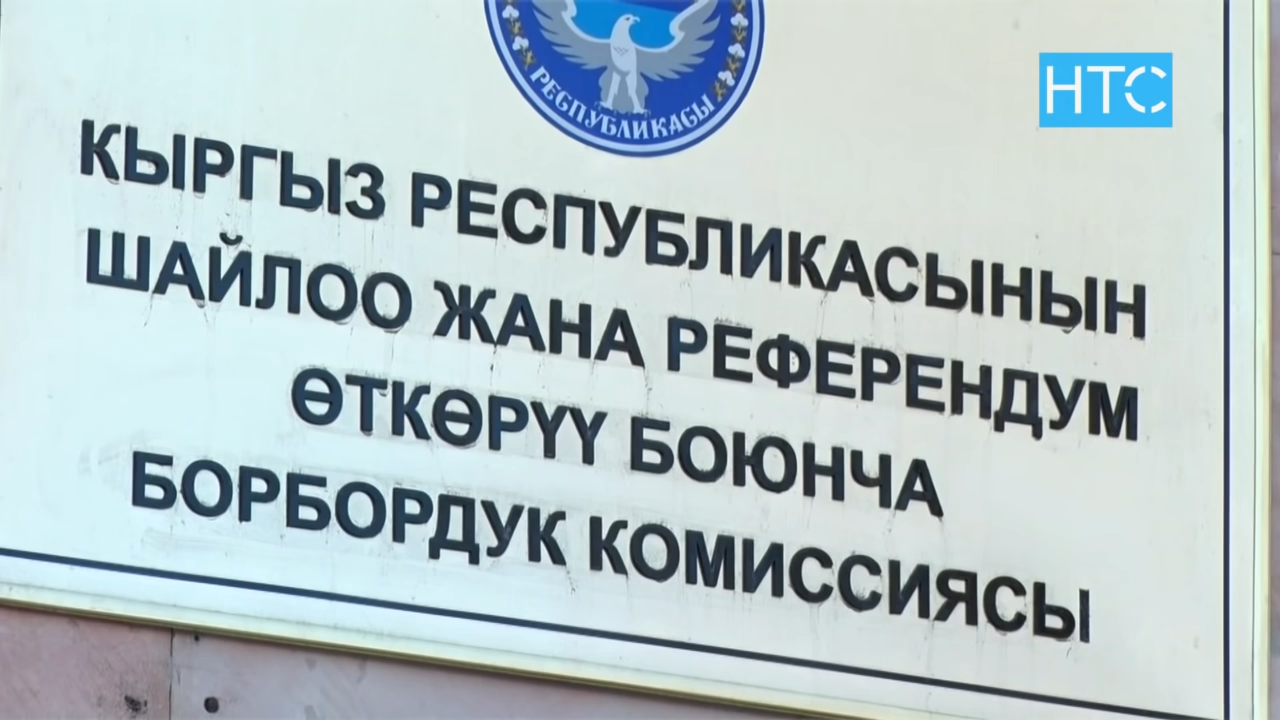 РЕСПУБЛИКАСЫ
НТС
КЫРГЫЗ РЕСПУБЛИКАСЫНЫН
ШАЙЛОО ЖАНА РЕФЕРЕНДУМ
ӨТКӨРҮҮ БОЮНЧА
БОРБОРДУК КОМИССИЯСЫ